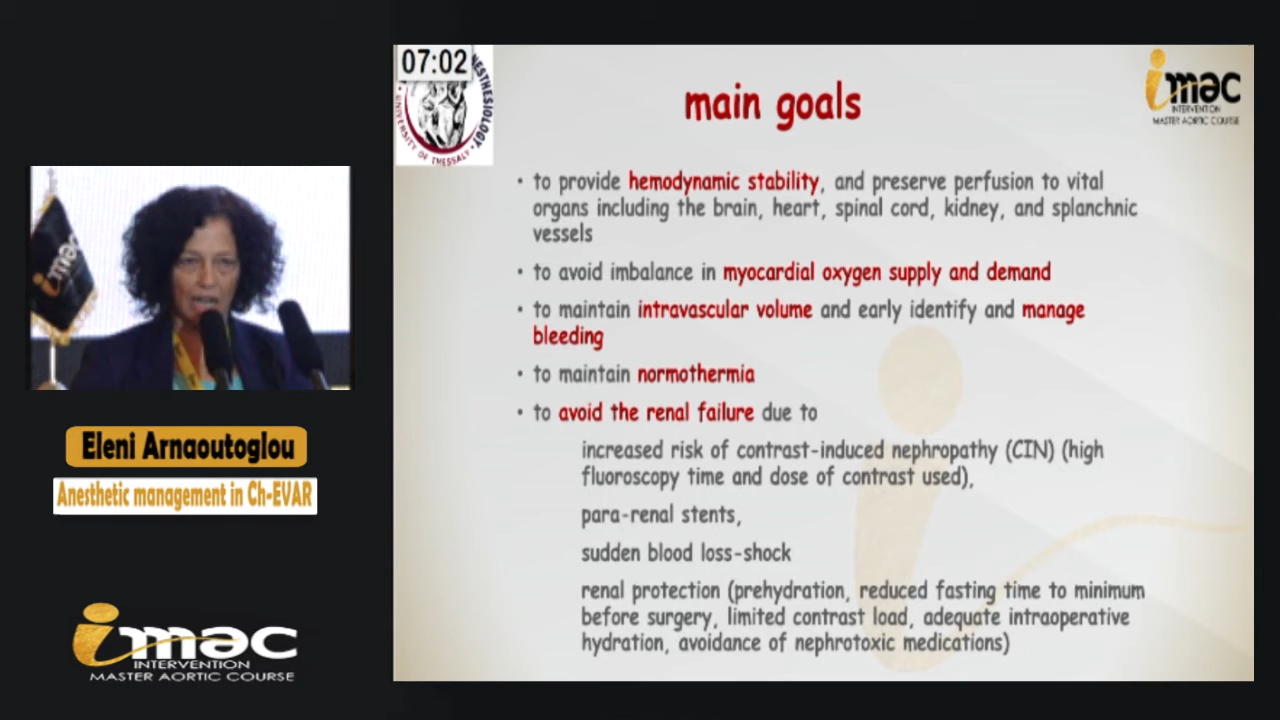 07:02
ANESTHESIOLOGY
UNIVERSITY OF THESSALY
main goals
imac
INTERVENTION
MASTER AORTIC COURSE
• to provide hemodynamic stability, and preserve perfusion to vital
organs including the brain, heart, spinal cord, kidney, and splanchnic
vessels
• to avoid imbalance in myocardial oxygen supply and demand
• to maintain intravascular volume and early identify and manage
bleeding
• to maintain normothermia
• to avoid the renal failure due to
increased risk of contrast-induced nephropathy (CIN) (high
fluoroscopy time and dose of contrast used),
para-renal stents,
sudden blood loss-shock
renal protection (prehydration, reduced fasting time to minimum
before surgery, limited contrast load, adequate intraoperative
hydration, avoidance of nephrotoxic medications)
Eleni Arnaoutoglou
Anesthetic management in Ch-EVAR
imac
INTERVENTION
MASTER AORTIC COURSE